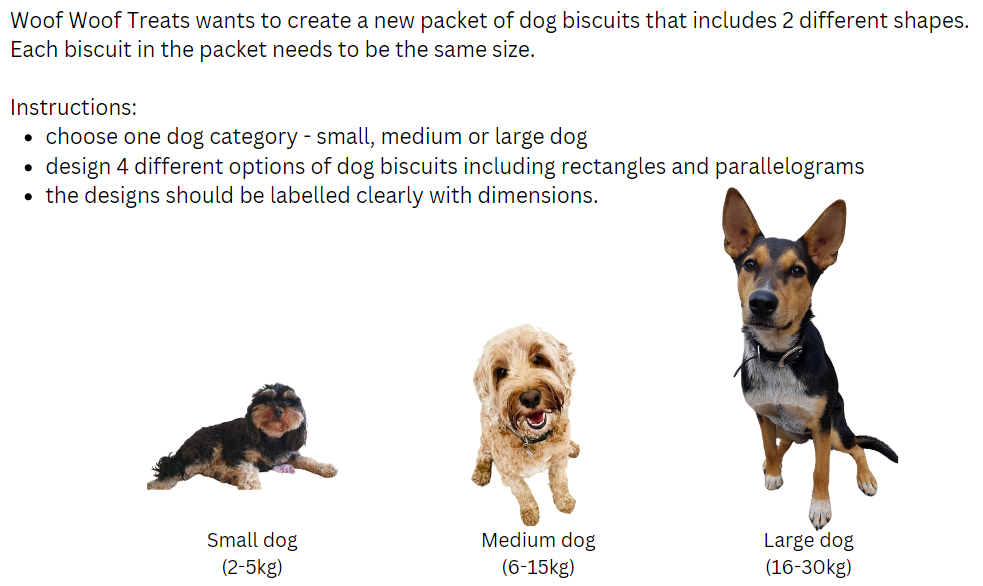 Woof Woof Treats wants to create a new packet of dog biscuits that includes 2 different shapes.
Each biscuit in the packet needs to be the same size.
Instructions:
• choose one dog category - small, medium or large dog
• design 4 different options of dog biscuits including rectangles and parallelograms
• the designs should be labelled clearly with dimensions.
Small dog
(2-5kg)
Medium dog
(6-15kg)
Large dog
(16-30kg)